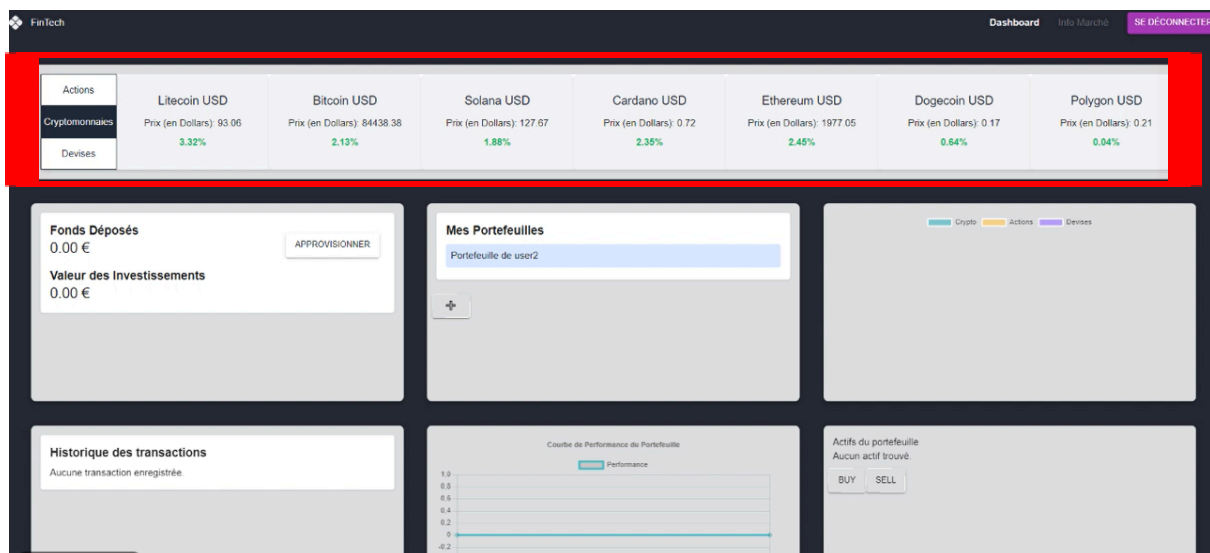 FinTech
Dashboard
Info Marché
SE DÉCONNECTER
Actions
Cryptomonnaies
Devises
Litecoin USD
Prix (en Dollars): 93.06
3.32%
Bitcoin USD
Prix (en Dollars): 84438.38
2.13%
Solana USD
Prix (en Dollars): 127.67
1.88%
Cardano USD
Prix (en Dollars): 0.72
2.35%
Ethereum USD
Prix (en Dollars): 1977.05
2.45%
Dogecoin USD
Prix (en Dollars): 0.17
0.64%
Polygon USD
Prix (en Dollars): 0.21
0.04%
Fonds Déposés
0.00 €
APPROVISIONNER
Valeur des Investissements
0.00 €
Mes Portefeuilles
Portefeuille de user2
Crypto
Actions
Devises
Historique des transactions
Aucune transaction enregistrée.
Courbe de Performance du Portefeuille
Performance
1.0
0.8
0.6
0.4
0.2
0
-0.2
Actifs du portefeuille
Aucun actif trouvé.
BUY
SELL